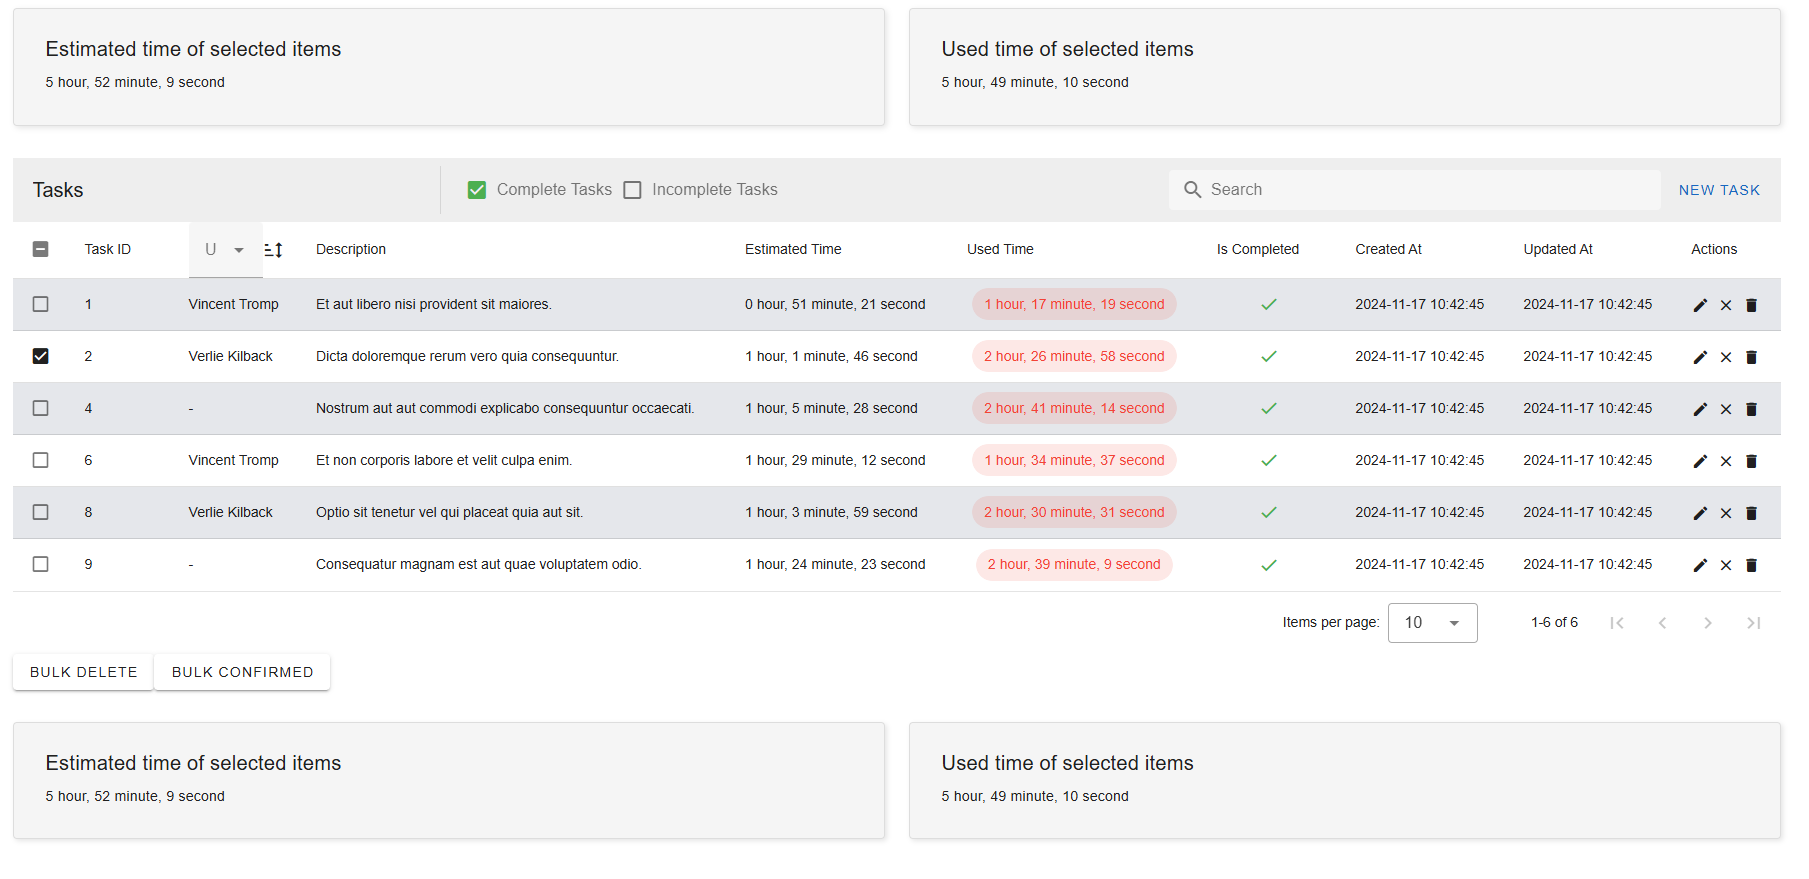 Estimated time of selected items
5 hour, 52 minute, 9 second
Used time of selected items
5 hour, 49 minute, 10 second
Tasks Complete Tasks Incomplete Tasks Search NEW TASK
Task ID U Description Estimated Time Used Time Is Completed Created At Updated At Actions
1 Vincent Tromp Et aut libero nisi provident sit maiores. 0 hour, 51 minute, 21 second 1 hour, 17 minute, 19 second 2024-11-17 10:42:45 2024-11-17 10:42:45
2 Verlie Kilback Dicta doloremque rerum vero quia consequuntur. 1 hour, 1 minute, 46 second 2 hour, 26 minute, 58 second 2024-11-17 10:42:45 2024-11-17 10:42:45
4 - Nostrum aut aut commodi explicabo consequuntur occaecati. 1 hour, 5 minute, 28 second 2 hour, 41 minute, 14 second 2024-11-17 10:42:45 2024-11-17 10:42:45
6 Vincent Tromp Et non corporis labore et velit culpa enim. 1 hour, 29 minute, 12 second 1 hour, 34 minute, 37 second 2024-11-17 10:42:45 2024-11-17 10:42:45
8 Verlie Kilback Optio sit tenetur vel qui placeat quia aut sit. 1 hour, 3 minute, 59 second 2 hour, 30 minute, 31 second 2024-11-17 10:42:45 2024-11-17 10:42:45
9 - Consequatur magnam est aut quae voluptatem odio. 1 hour, 24 minute, 23 second 2 hour, 39 minute, 9 second 2024-11-17 10:42:45 2024-11-17 10:42:45
Items per page: 10 1-6 of 6
BULK DELETE BULK CONFIRMED
Estimated time of selected items
5 hour, 52 minute, 9 second
Used time of selected items
5 hour, 49 minute, 10 second